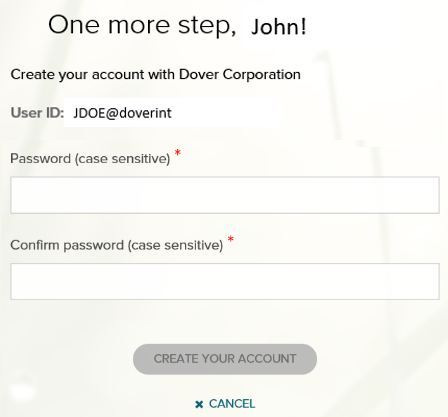 One more step, John!
Create your account with Dover Corporation
User ID: JDOE@doverint
Password (case sensitive) *
Confirm password (case sensitive) *
CREATE YOUR ACCOUNT
× CANCEL